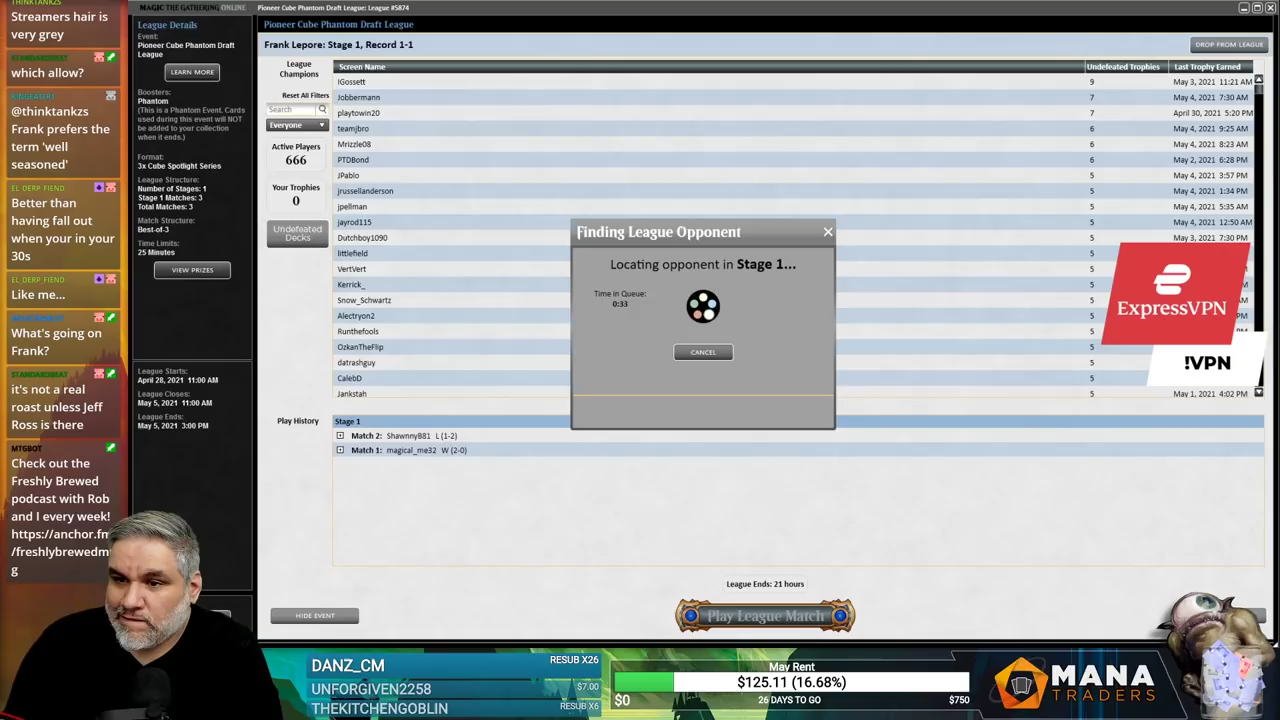 THINKTANKZS
Streamers hair is
very grey
STANDARDSBEAT
which allow?
@thinktankzs
Frank prefers the
term 'well
seasoned'
EL DERP FIEND:
Better than
having fall out
when your in your
30s
EL DERP FIEND:
Like me...
What's going on
Frank?
STANDARDSBEAT
it's not a real
roast unless Jeff
Ross is there
MTGBOT
Check out the
Freshly Brewed
podcast with Rob
and I every week!
https://anchor.fm
/freshlybrewedm
g
MAGIC THE GATHERING ONLINE
Pioneer Cube Phantom Draft League: League #5874
League Details
Event:
Pioneer Cube Phantom Draft
League
LEARN MORE
Boosters:
Phantom
(This is a Phantom Event. Cards
used during this event will NOT
be added to your collection
when it ends.)
Format:
3x Cube Spotlight Series
League Structure:
Number of Stages: 1
Stage 1 Matches: 3
Total Matches: 3
Match Structure:
Best-of-3
Time Limits:
25 Minutes
VIEW PRIZES
League Starts:
April 28, 2021 11:00 AM
League Closes:
May 5, 2021 11:00 AM
League Ends:
May 5, 2021 3:00 PM
Pioneer Cube Phantom Draft League
Frank Lepore: Stage 1, Record 1-1
DROP FROM LEAGUE
League
Champions
Reset All Filters
Search
Everyone
Active Players
666
Your Trophies
0
Undefeated
Decks
Screen Name Undefeated Trophies Last Trophy Earned
IGossett 9 May 3, 2021 11:21 AM
Jobbermann 7 May 4, 2021 7:30 AM
playtowin20 7 April 30, 2021 5:20 PM
teamjbro 6 May 4, 2021 9:25 AM
Mrizzle08 6 May 4, 2021 8:23 AM
PTDBond 6 May 2, 2021 6:28 PM
JPablo 5 May 4, 2021 3:57 PM
jrussellanderson 5 May 4, 2021 1:34 PM
jpellman 5 May 4, 2021 5:35 AM
jayrod115 5 May 4, 2021 12:50 AM
Dutchboy1090 5 May 3, 2021 7:30 PM
littlefield 5
VertVert 5
Kerrick_ 5
Snow_Schwartz 5
Alectryon2 5
Runthefools 5
OzkanTheFlip 5
datrashguy 5
CalebD 5
Jankstah 5 May 1, 2021 4:02 PM
Finding League Opponent
Locating opponent in Stage 1...
Time in Queue:
0:33
CANCEL
ExpressVPN
!VPN
Play History
Stage 1
Match 2: ShawnnyB81 L (1-2)
Match 1: magical_me32 W (2-0)
League Ends: 21 hours
HIDE EVENT
Play League Match
DANZ_CM RESUB X26
UNFORGIVEN2258 $7.00
THEKITCHENGOBLIN RESUB X6
May Rent
$125.11 (16.68%)
$0 26 DAYS TO GO $750
MANA
TRADERS